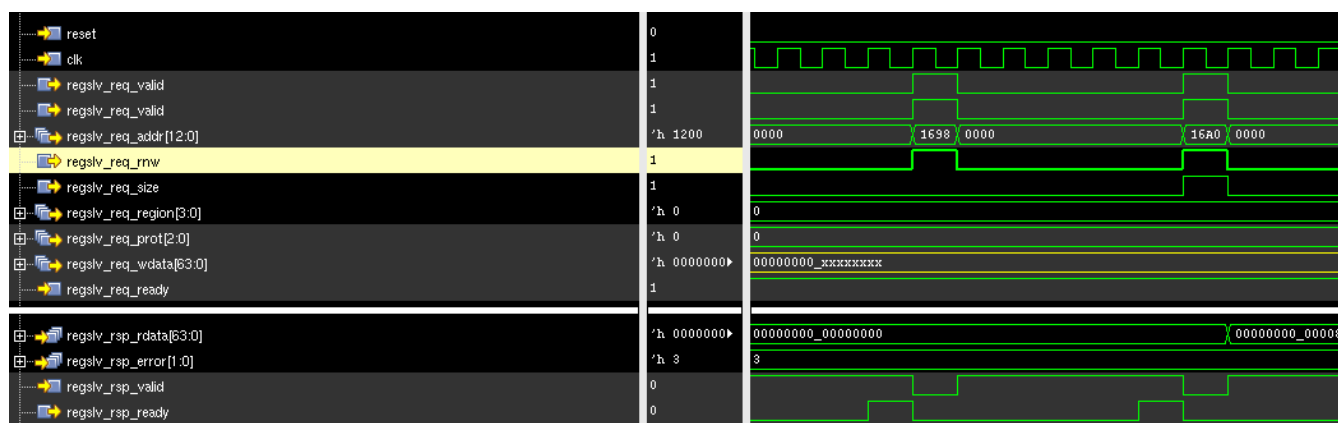 reset 0
clk 1
regslv_req_valid 1
regslv_req_valid 1
regslv_req_addr[12:0] 'h 1200 0000 1698 0000 16A0 0000
regslv_req_rnw 1
regslv_req_size 1
regslv_req_region[3:0] 'h 0 0
regslv_req_prot[2:0] 'h 0 0
regslv_req_wdata[63:0] 'h 0000000 00000000_xxxxxxxx
regslv_req_ready 1
regslv_rsp_rdata[63:0] 'h 0000000 00000000_00000000 00000000_0000
regslv_rsp_error[1:0] 'h 3 3
regslv_rsp_valid 0
regslv_rsp_ready 0